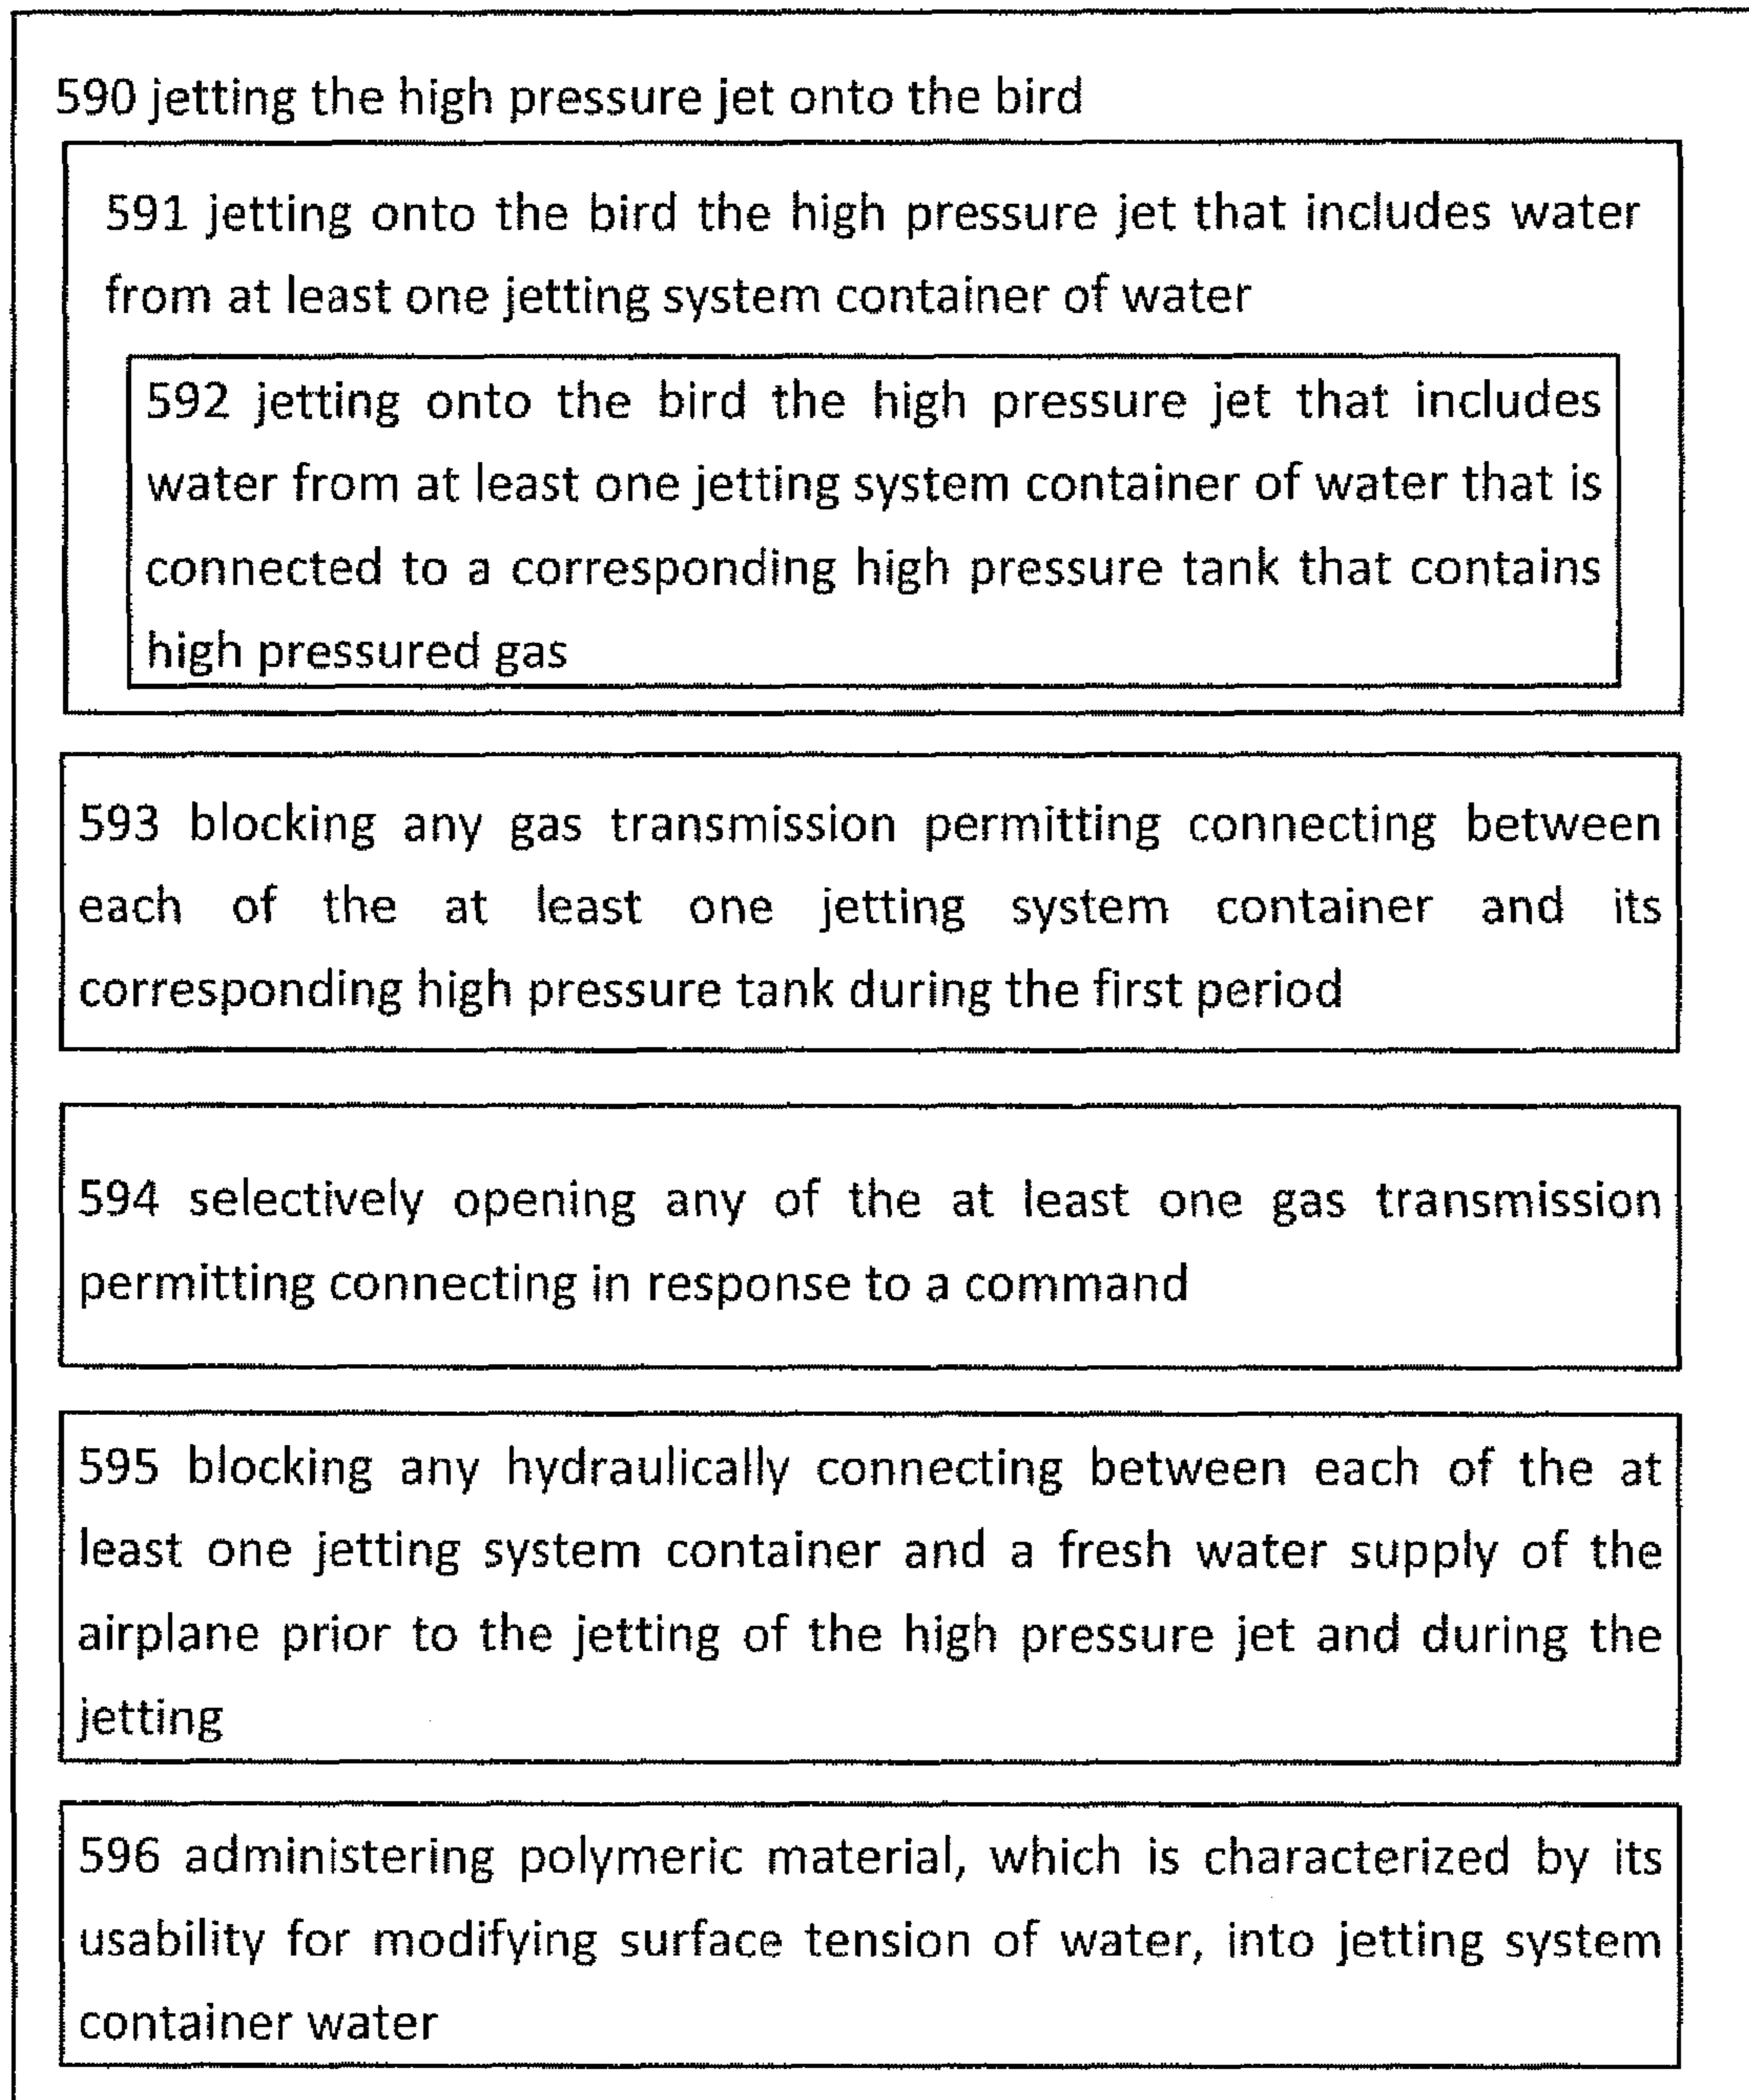 590 jetting the high pressure jet onto the bird
591 jetting onto the bird the high pressure jet that includes water
from at least one jetting system container of water
592 jetting onto the bird the high pressure jet that includes
water from at least one jetting system container of water that is
connected to a corresponding high pressure tank that contains
high pressured gas
593 blocking any gas transmission permitting connecting between
each of the at least one jetting system container and its
corresponding high pressure tank during the first period
594 selectively opening any of the at least one gas transmission
permitting connecting in response to a command
595 blocking any hydraulically connecting between each of the at
least one jetting system container and a fresh water supply of the
airplane prior to the jetting of the high pressure jet and during the
jetting
596 administering polymeric material, which is characterized by its
usability for modifying surface tension of water, into jetting system
container water